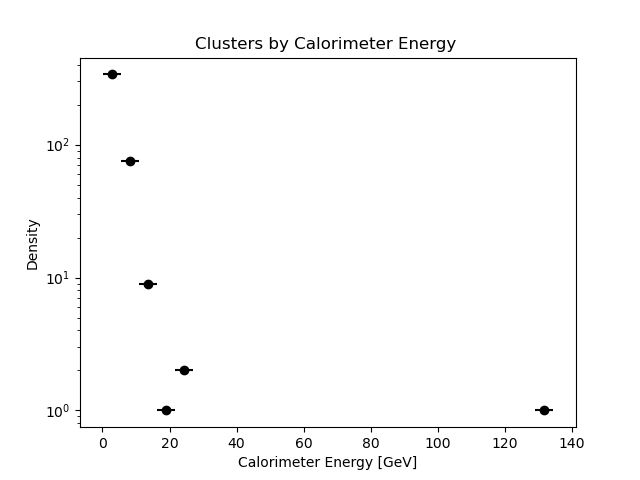 Clusters by Calorimeter Energy
Density
10²
10¹
10⁰
0 20 40 60 80 100 120 140
Calorimeter Energy [GeV]